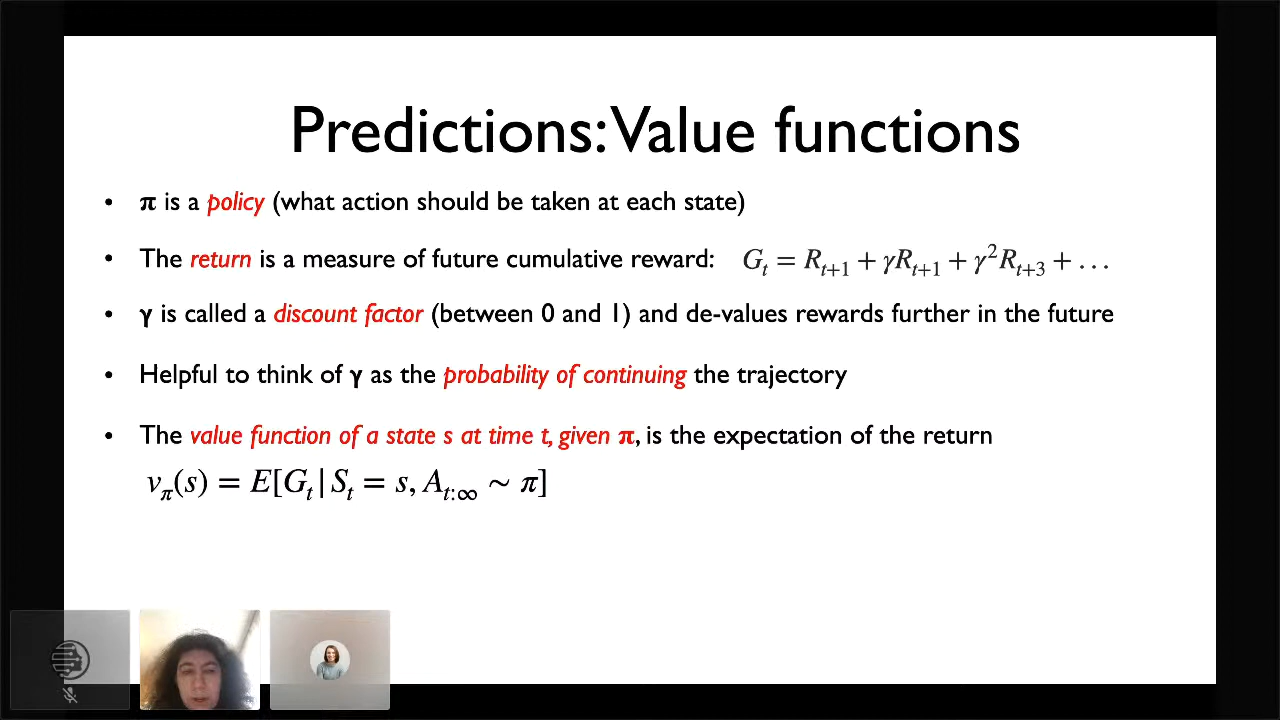 Predictions: Value functions
• π is a policy (what action should be taken at each state)
• The return is a measure of future cumulative reward: G_t = R_{t+1} + γR_{t+1} + γ^2R_{t+3} + . . .
• γ is called a discount factor (between 0 and 1) and de-values rewards further in the future
• Helpful to think of γ as the probability of continuing the trajectory
• The value function of a state s at time t, given π, is the expectation of the return
v_π(s) = E[G_t | S_t = s, A_{t:∞} ∼ π]